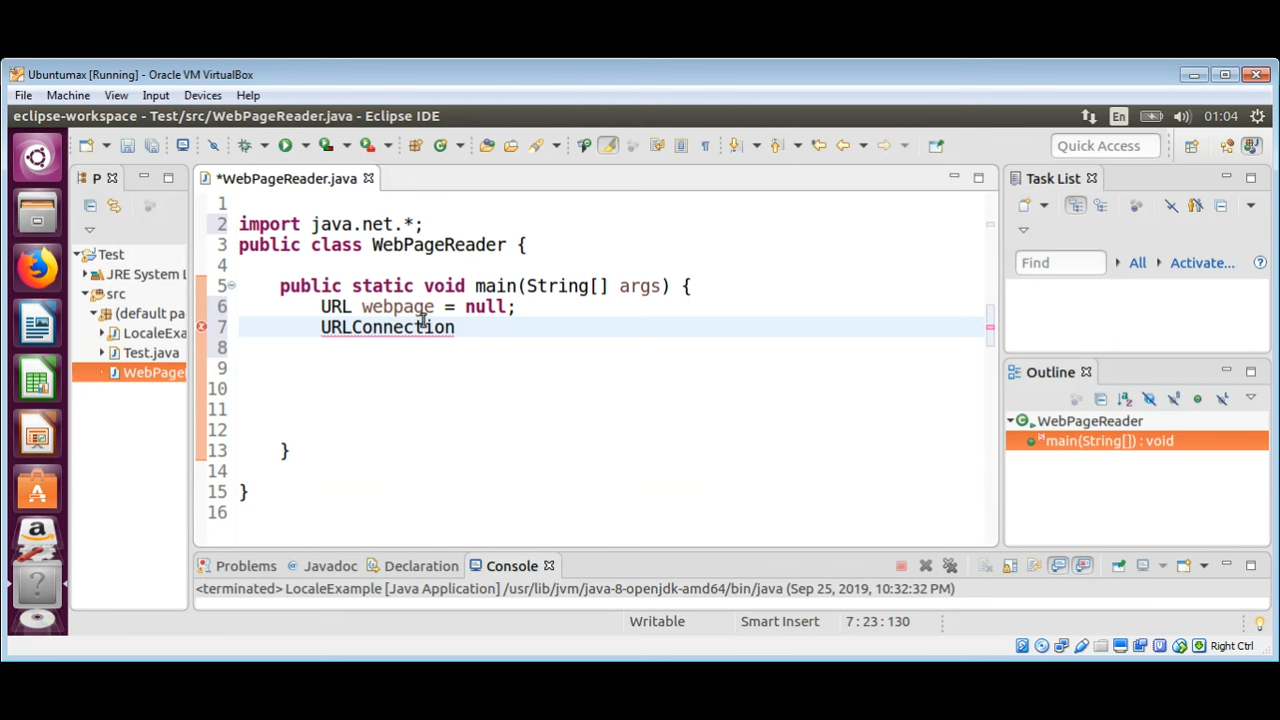 Ubuntumax [Running] - Oracle VM VirtualBox
File Machine View Input Devices Help
eclipse-workspace - Test/src/WebPageReader.java - Eclipse IDE
En 01:04
Quick Access
P
*WebPageReader.java
Task List
Test
JRE System L
src
(default pa
LocaleExa
Test.java
WebPageI
1
2 import java.net.*;
3 public class WebPageReader {
4
5 public static void main(String[] args) {
6 URL webpage = null;
7 URLConnection
8
9
10
11
12
13 }
14
15 }
16
Find All Activate...
Outline
WebPageReader
main(String[]) : void
Problems Javadoc Declaration Console
<terminated> LocaleExample [Java Application] /usr/lib/jvm/java-8-openjdk-amd64/bin/java (Sep 25, 2019, 10:32:32 PM)
Writable Smart Insert 7 : 23 : 130
Right Ctrl